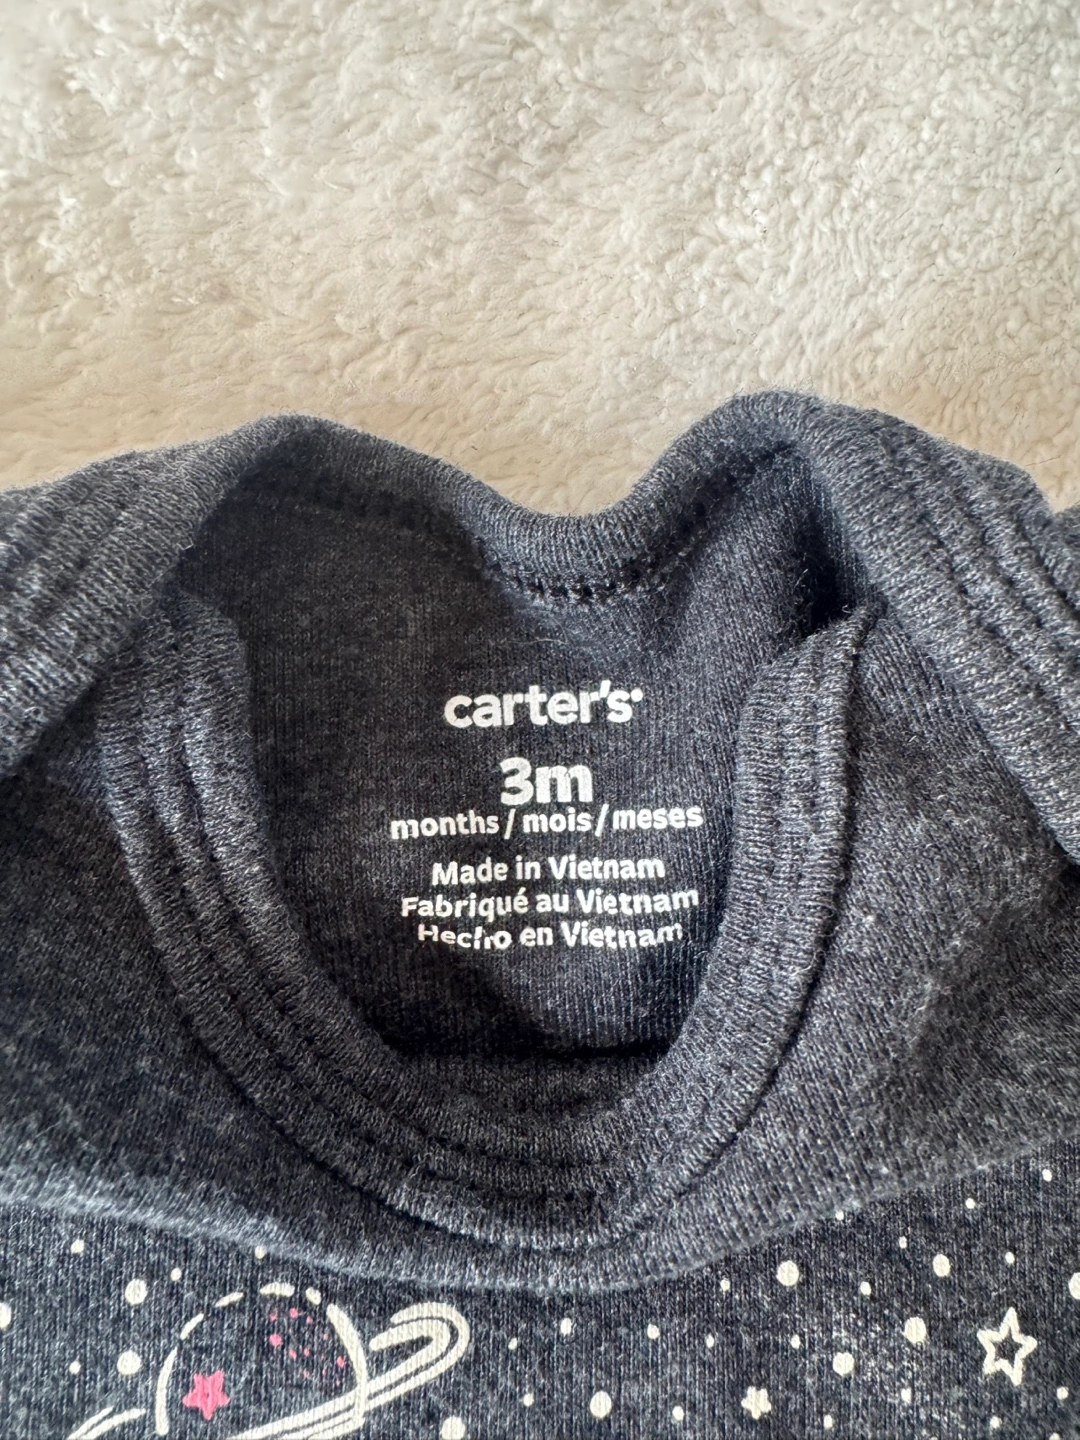 carter's
3m
months/mois/meses
Made in Vietnam
Fabriqué au Vietnam
Hecho en Vietnam